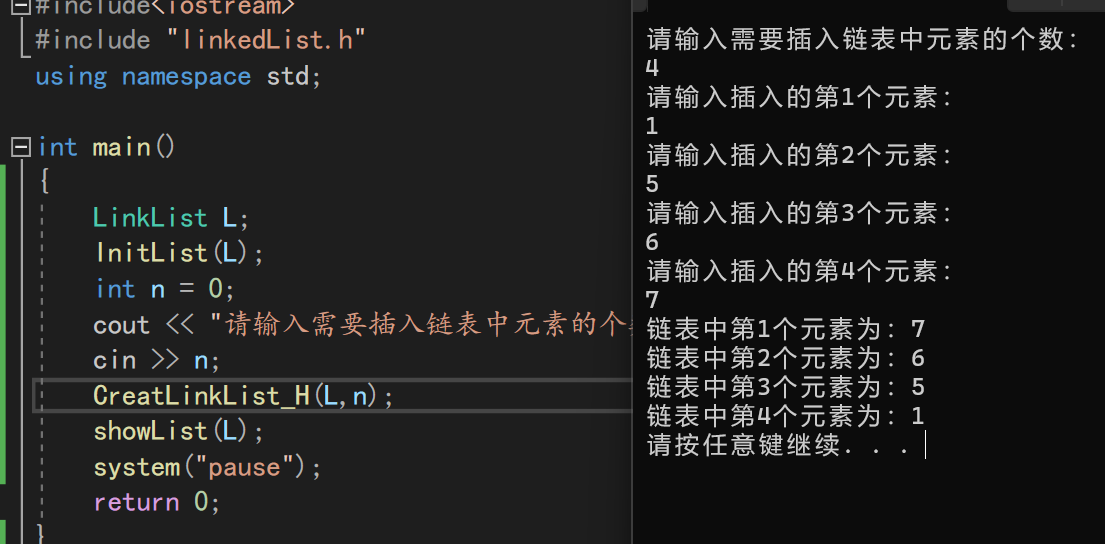 #include<iostream>
#include "linkedList.h"
using namespace std;
int main()
{
LinkList L;
InitList(L);
int n = 0;
cout << "请输入需要插入链表中元素的个
cin >> n;
CreatLinkList_H(L,n);
showList(L);
system("pause");
return 0;
}
请输入需要插入链表中元素的个数:
4
请输入插入的第1个元素:
1
请输入插入的第2个元素:
5
请输入插入的第3个元素:
6
请输入插入的第4个元素:
7
链表中第1个元素为: 7
链表中第2个元素为: 6
链表中第3个元素为: 5
链表中第4个元素为: 1
请按任意键继续. . .